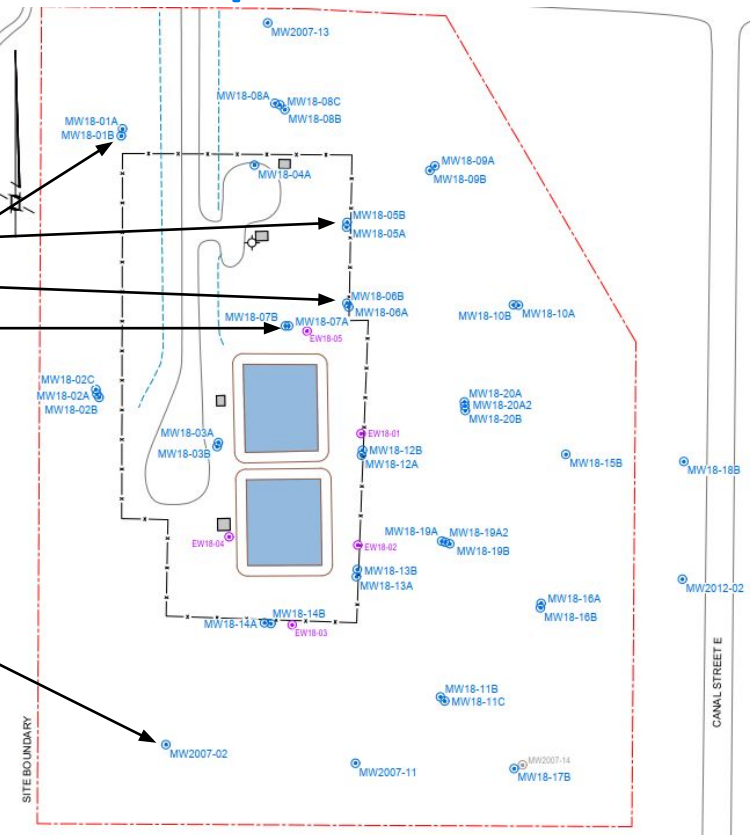 MW2007-13
MW18-08A
MW18-08C
MW18-08B
MW18-01A
MW18-01B
MW18-04A
MW18-09A
MW18-09B
MW18-05B
MW18-05A
MW18-06B
MW18-06A
MW18-10B
MW18-10A
MW18-07B
MW18-07A
EW18-05
MW18-02C
MW18-02A
MW18-02B
MW18-20A
MW18-20A2
MW18-20B
MW18-03A
MW18-03B
EW18-01
MW18-12B
MW18-12A
MW18-15B
MW18-18B
MW18-19A
MW18-19A2
MW18-19B
EW18-04
EW18-02
MW18-13B
MW18-13A
MW2012-02
MW18-16A
MW18-16B
MW18-14B
MW18-14A
EW18-03
CANAL STREET E
MW18-11B
MW18-11C
SITE BOUNDARY
MW2007-02
MW2007-11
MW2007-14
MW18-17B